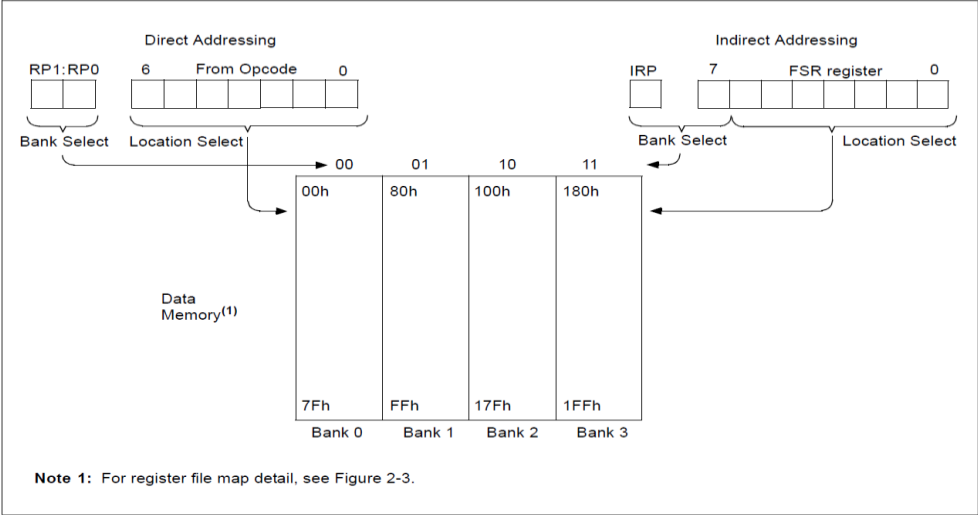 Direct Addressing
Indirect Addressing
RP1:RP0 6 From Opcode 0
IRP 7 FSR register 0
Bank Select Location Select
Bank Select Location Select
00 01 10 11
00h 80h 100h 180h
Data
Memory(1)
7Fh FFh 17Fh 1FFh
Bank 0 Bank 1 Bank 2 Bank 3
Note 1: For register file map detail, see Figure 2-3.